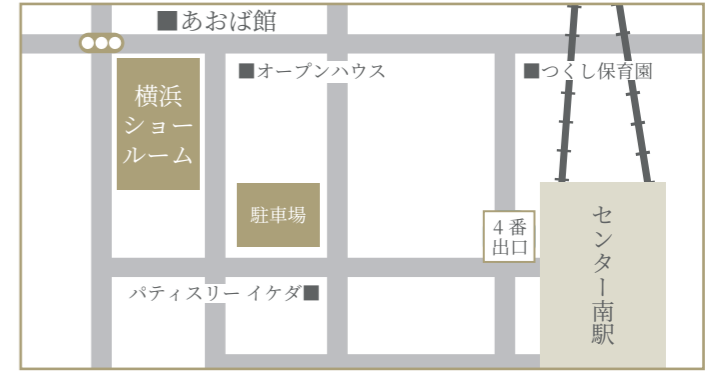 ■あおば館
■オープンハウス
■つくし保育園
横浜
ショー
ルーム
駐車場
4番
出口
センター南駅
パティスリー イケダ■